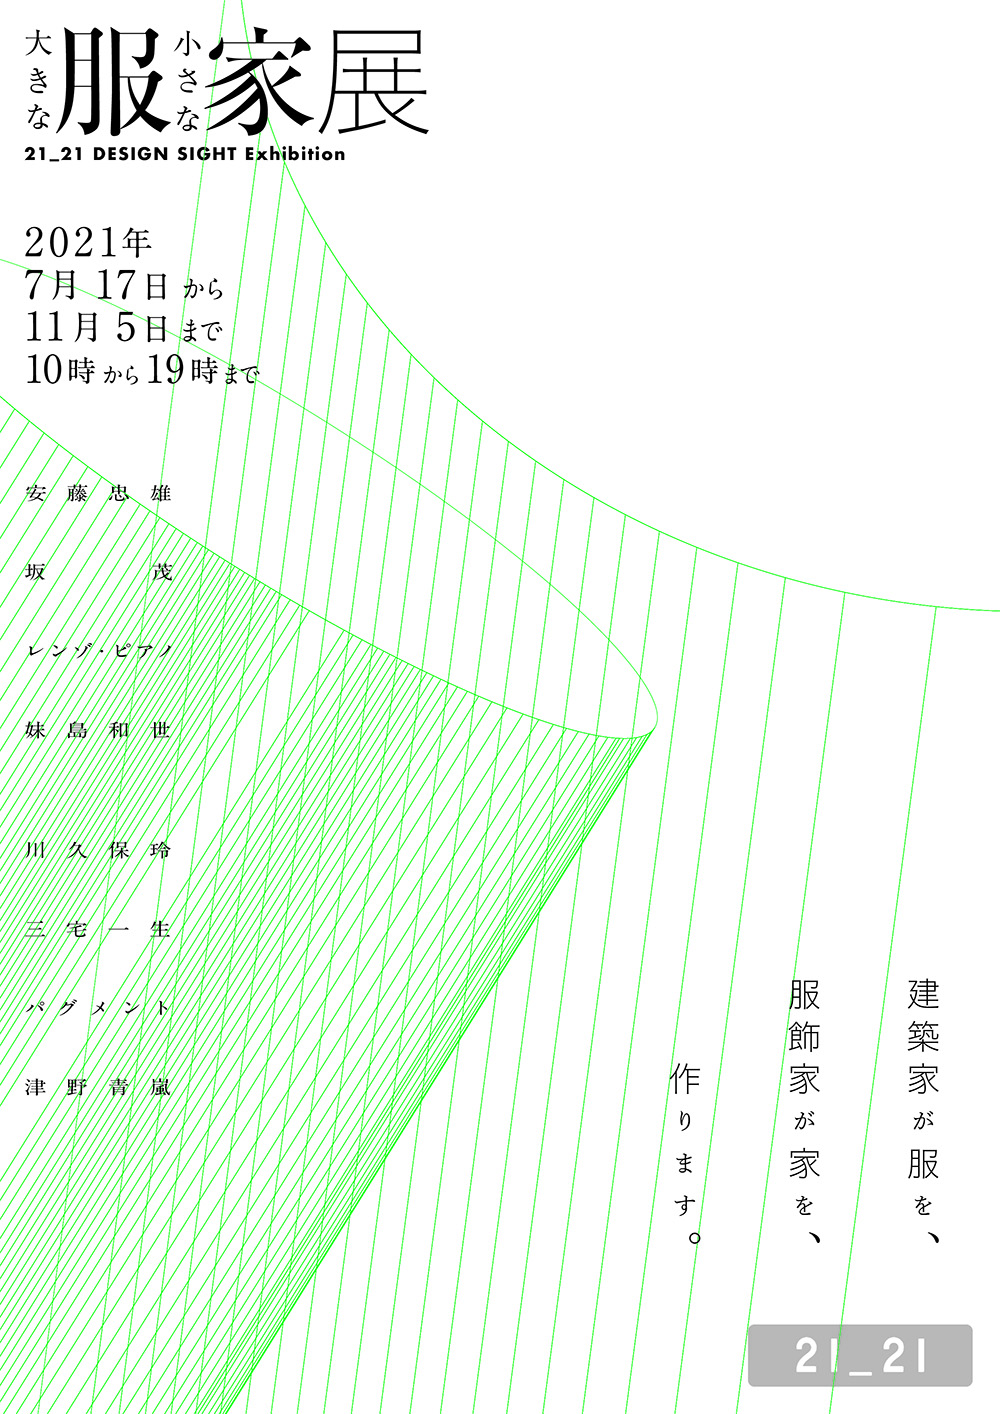 大きな服小さな家展
21_21 DESIGN SIGHT Exhibition
2021年
7月17日から
11月5日まで
10時から19時まで
安藤忠雄
坂茂
レンゾ・ピアノ
妹島和世
川久保玲
三宅一生
パグメント
津野青嵐
建築家が服を、
服飾家が家を、
作ります。
21_21